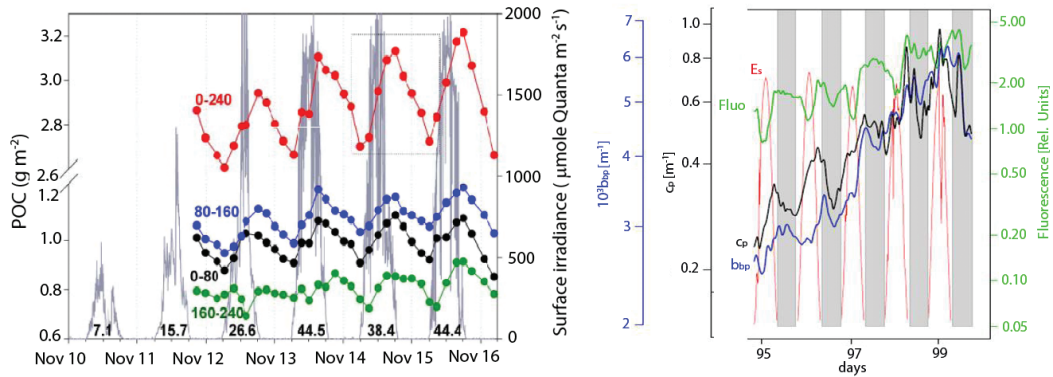 POC (g m⁻²)
3.2
3.0
2.8
2.6
1.2
1.0
0.8
0.6
0-240
80-160
0-80
160-240
7.1
15.7
26.6
44.5
38.4
44.4
Nov 10
Nov 11
Nov 12
Nov 13
Nov 14
Nov 15
Nov 16
2000
1500
1000
500
0
Surface irradiance ( µmole Quanta m⁻² s⁻¹)
7
6
5
4
3
2
10³bbp [m⁻¹]
cp [m⁻¹]
1.0
0.8
0.6
0.4
0.2
Es
Fluo
cp
bbp
95
97
99
days
5.00
2.00
1.00
0.50
0.20
0.10
0.05
Fluorescence [Rel. Units]